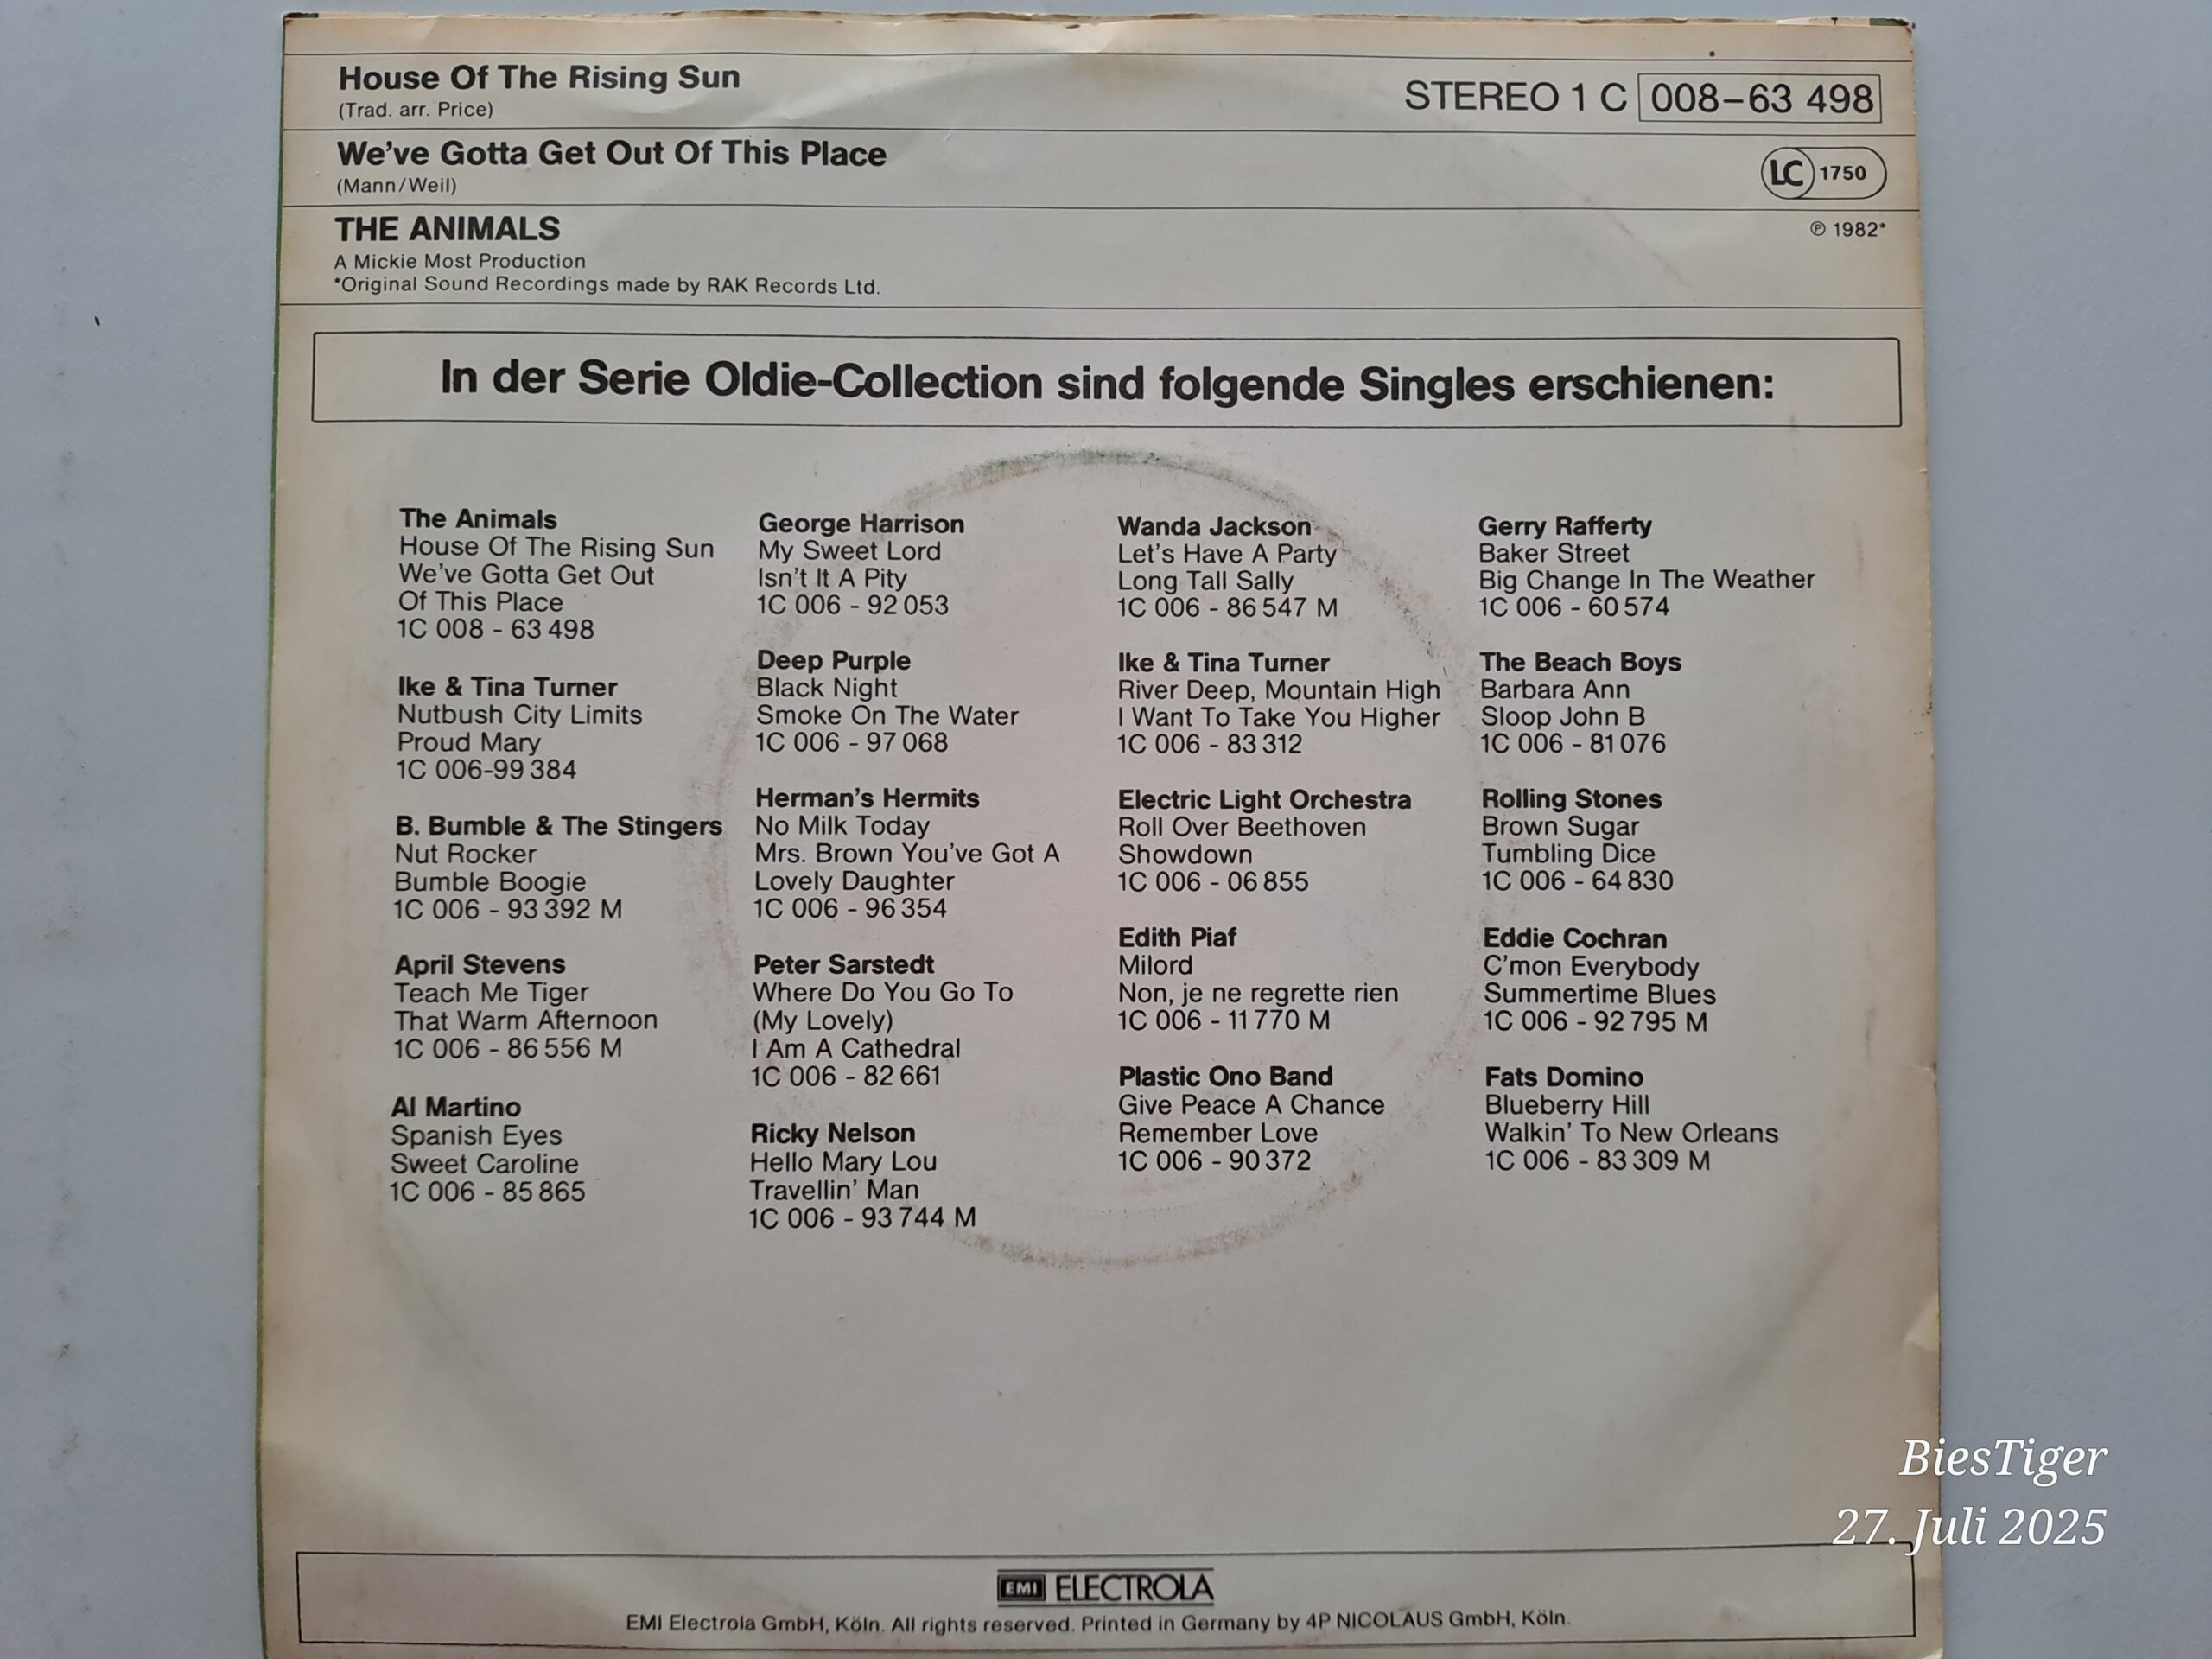 House Of The Rising Sun
(Trad. arr. Price)
STEREO 1 C 008–63 498
We've Gotta Get Out Of This Place
(Mann/Weil)
LC 1750
THE ANIMALS
℗ 1982*
A Mickie Most Production
*Original Sound Recordings made by RAK Records Ltd.
In der Serie Oldie-Collection sind folgende Singles erschienen:
The Animals
House Of The Rising Sun
We've Gotta Get Out
Of This Place
1C 008 - 63 498
Ike & Tina Turner
Nutbush City Limits
Proud Mary
1C 006-99 384
B. Bumble & The Stingers
Nut Rocker
Bumble Boogie
1C 006 - 93 392 M
April Stevens
Teach Me Tiger
That Warm Afternoon
1C 006 - 86 556 M
Al Martino
Spanish Eyes
Sweet Caroline
1C 006 - 85 865
George Harrison
My Sweet Lord
Isn't It A Pity
1C 006 - 92 053
Deep Purple
Black Night
Smoke On The Water
1C 006 - 97 068
Herman's Hermits
No Milk Today
Mrs. Brown You've Got A
Lovely Daughter
1C 006 - 96 354
Peter Sarstedt
Where Do You Go To
(My Lovely)
I Am A Cathedral
1C 006 - 82 661
Ricky Nelson
Hello Mary Lou
Travellin' Man
1C 006 - 93 744 M
Wanda Jackson
Let's Have A Party
Long Tall Sally
1C 006 - 86 547 M
Ike & Tina Turner
River Deep, Mountain High
I Want To Take You Higher
1C 006 - 83 312
Electric Light Orchestra
Roll Over Beethoven
Showdown
1C 006 - 06 855
Edith Piaf
Milord
Non, je ne regrette rien
1C 006 - 11 770 M
Plastic Ono Band
Give Peace A Chance
Remember Love
1C 006 - 90 372
Gerry Rafferty
Baker Street
Big Change In The Weather
1C 006 - 60 574
The Beach Boys
Barbara Ann
Sloop John B
1C 006 - 81 076
Rolling Stones
Brown Sugar
Tumbling Dice
1C 006 - 64 830
Eddie Cochran
C'mon Everybody
Summertime Blues
1C 006 - 92 795 M
Fats Domino
Blueberry Hill
Walkin' To New Orleans
1C 006 - 83 309 M
BiesTiger
27. Juli 2025
EMI ELECTROLA
EMI Electrola GmbH, Köln. All rights reserved. Printed in Germany by 4P NICOLAUS GmbH, Köln.